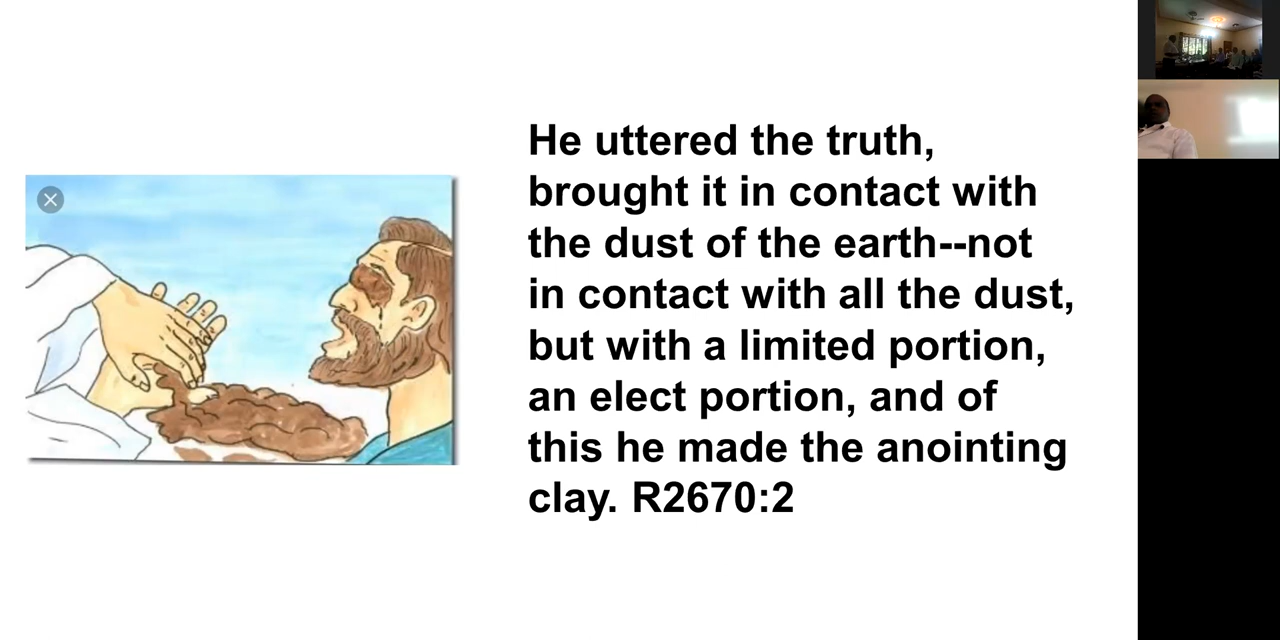 He uttered the truth,
brought it in contact with
the dust of the earth--not
in contact with all the dust,
but with a limited portion,
an elect portion, and of
this he made the anointing
clay. R2670:2